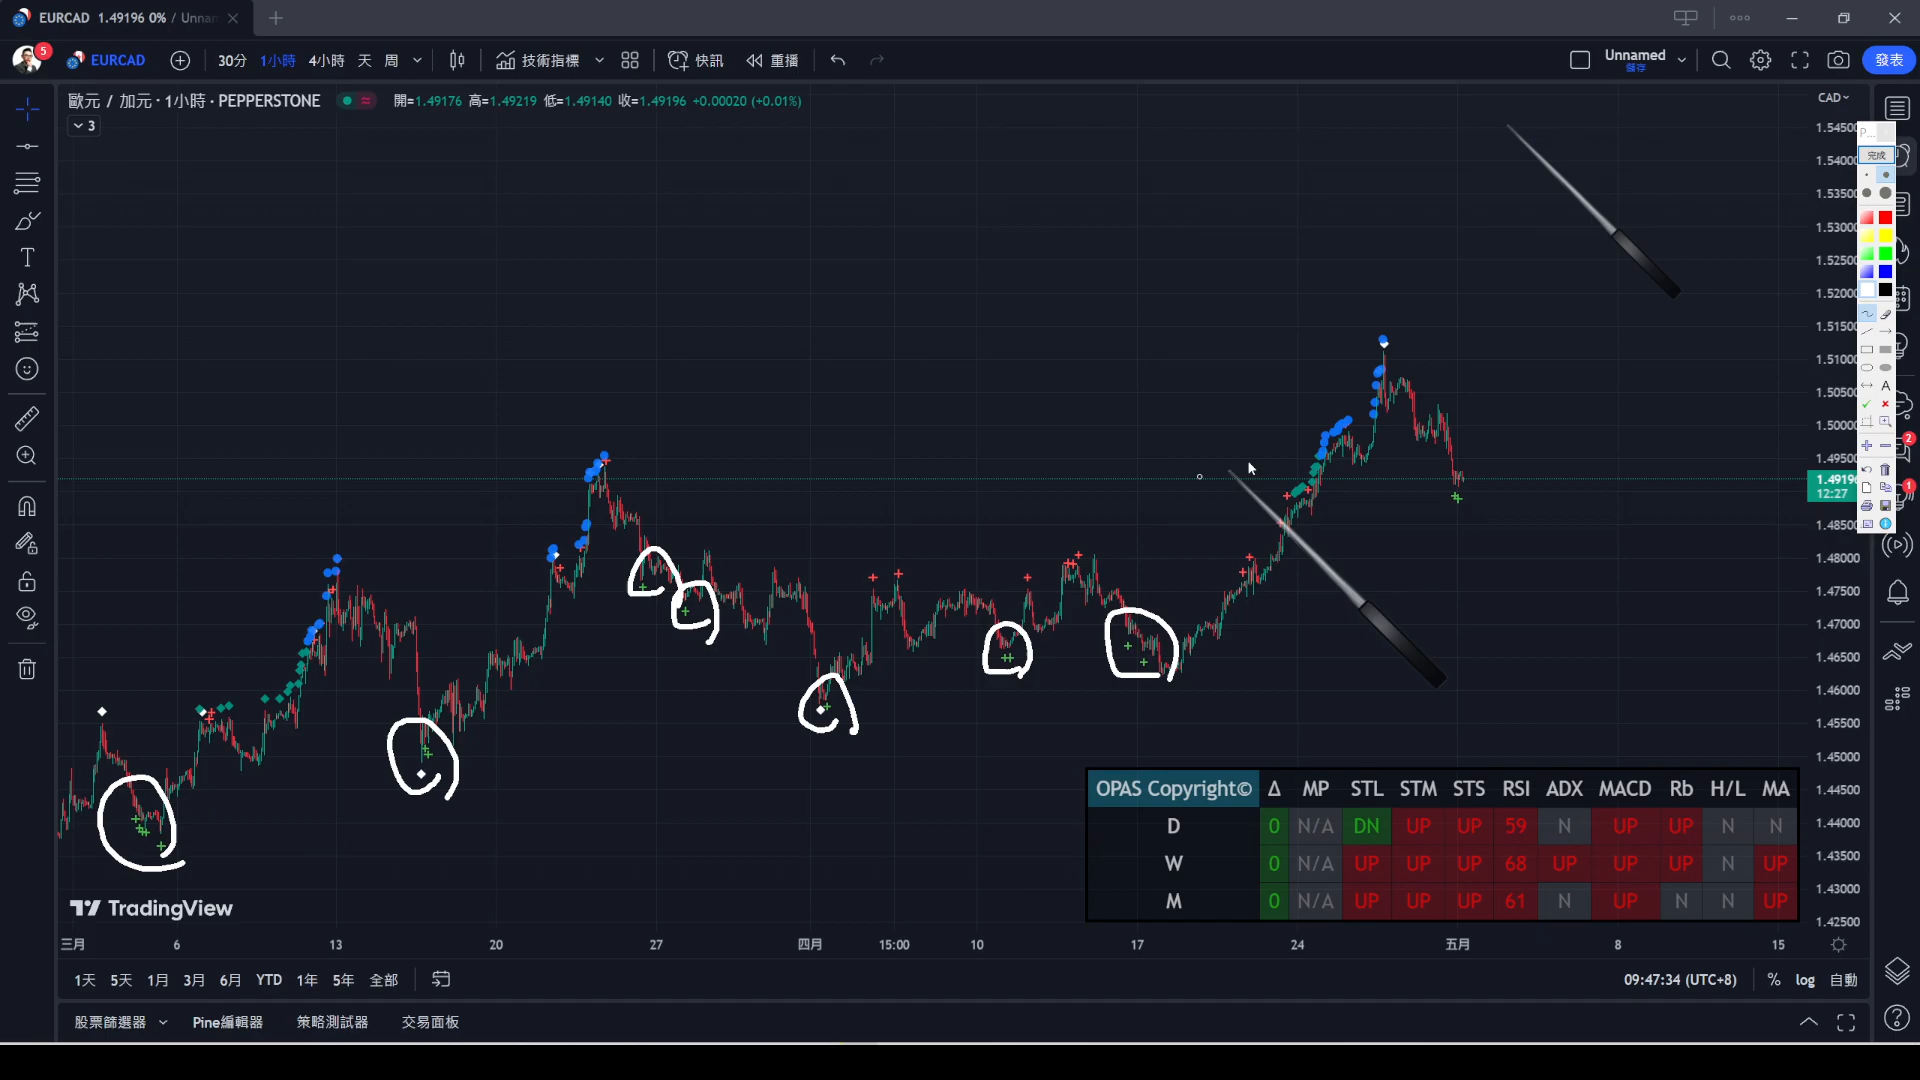 EURCAD 1.49196 0% / Unnan
5
EURCAD
30分 1小時 4小時 天 周
技術指標
快訊
重播
Unnamed
儲存
發表
歐元 / 加元 · 1小時 · PEPPERSTONE
開=1.49176 高=1.49219 低=1.49140 收=1.49196 +0.00020 (+0.01%)
3
CAD
P...
完成
1.54500
1.54000
1.53500
1.53000
1.52500
1.52000
1.51500
1.51000
1.50500
1.50000
1.49500
1.49196
12:27
1.48500
1.48000
1.47500
1.47000
1.46500
1.46000
1.45500
1.45000
1.44500
1.44000
1.43500
1.43000
1.42500
A
2
1
OPAS Copyright© Δ MP STL STM STS RSI ADX MACD Rb H/L MA
D 0 N/A DN UP UP 59 N UP UP N N
W 0 N/A UP UP UP 68 UP UP UP N UP
M 0 N/A UP UP UP 61 N UP N N UP
TradingView
三月 6 13 20 27 四月 15:00 10 17 24 五月 8 15
1天 5天 1月 3月 6月 YTD 1年 5年 全部
09:47:34 (UTC+8)
% log 自動
股票篩選器 Pine編輯器 策略測試器 交易面板